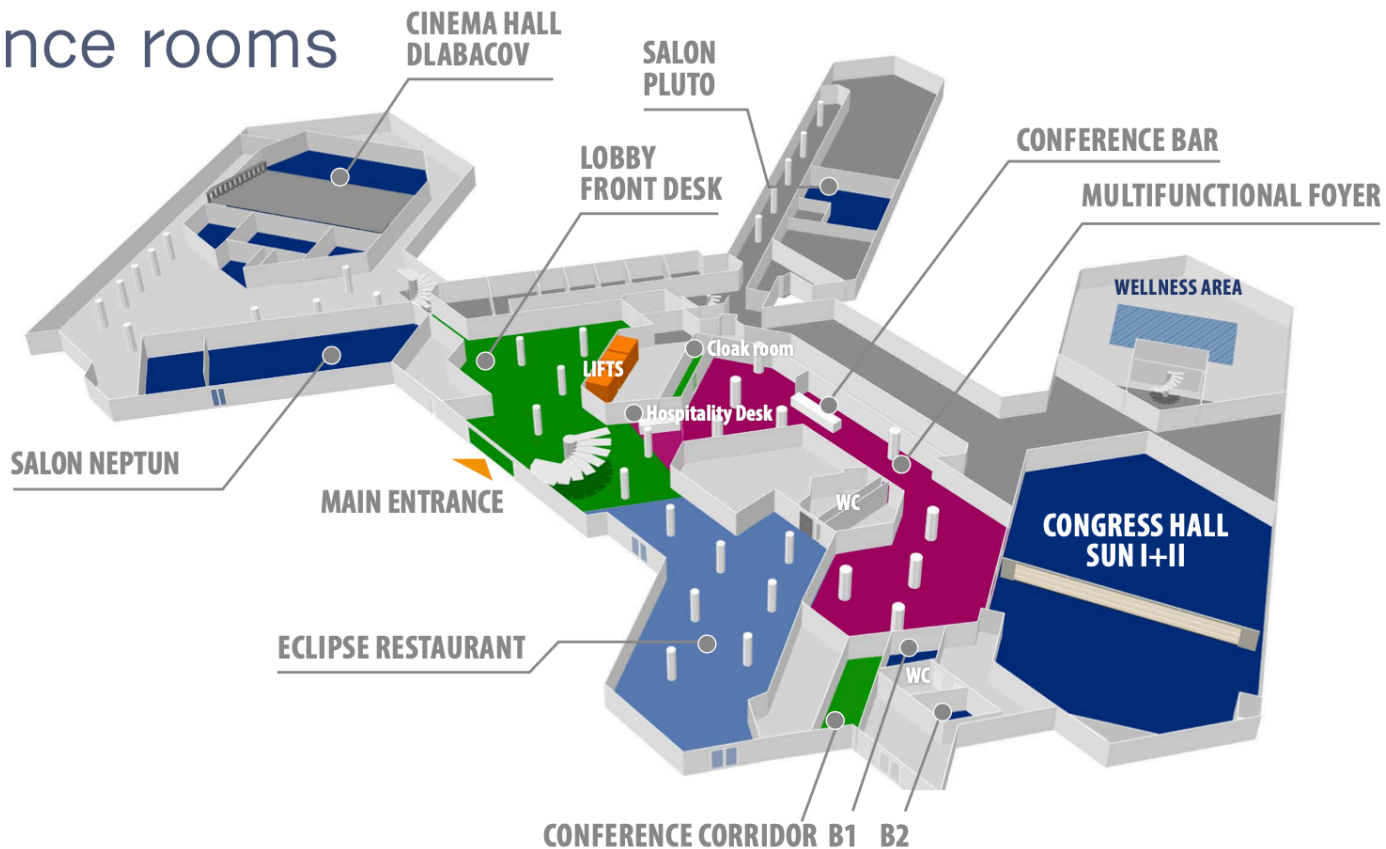 nce rooms
CINEMA HALL
DLABACOV
SALON
PLUTO
CONFERENCE BAR
LOBBY
FRONT DESK
MULTIFUNCTIONAL FOYER
WELLNESS AREA
Cloak room
LIFTS
Hospitality Desk
SALON NEPTUN
MAIN ENTRANCE
WC
CONGRESS HALL
SUN I+II
ECLIPSE RESTAURANT
WC
CONFERENCE CORRIDOR
B1
B2